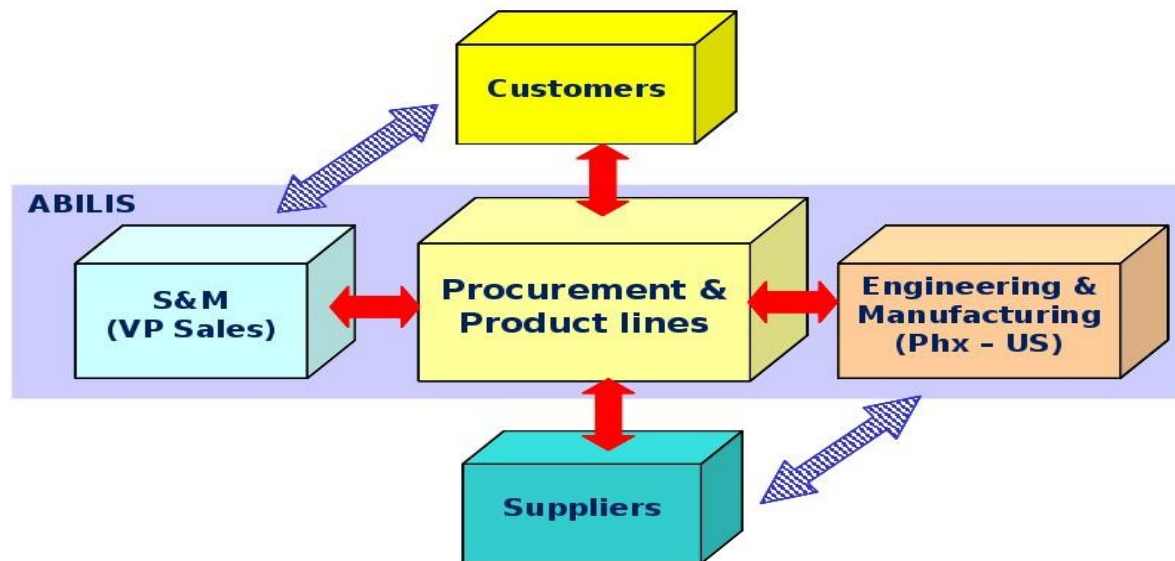 Customers
ABILIS
S&M
(VP Sales)
Procurement &
Product lines
Engineering &
Manufacturing
(Phx – US)
Suppliers